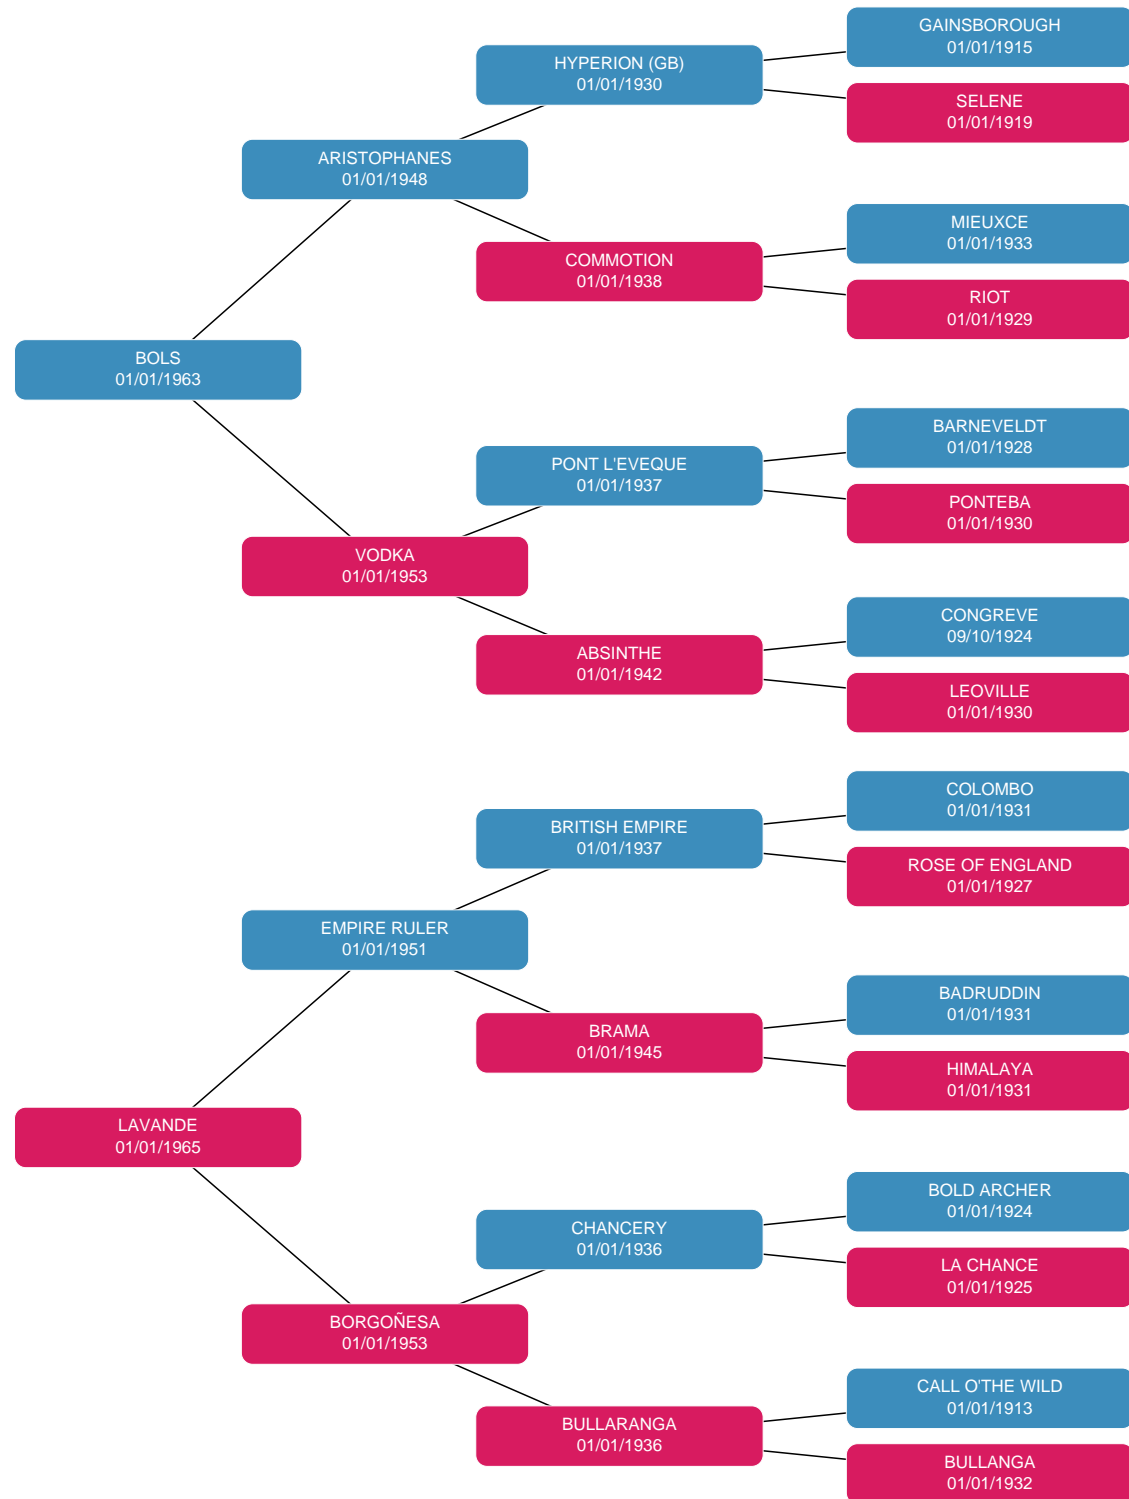 GAINSBOROUGH
01/01/1915
HYPERION (GB)
01/01/1930
SELENE
01/01/1919
ARISTOPHANES
01/01/1948
MIEUXCE
01/01/1933
COMMOTION
01/01/1938
RIOT
01/01/1929
BOLS
01/01/1963
BARNEVELDT
01/01/1928
PONT L'EVEQUE
01/01/1937
PONTEBA
01/01/1930
VODKA
01/01/1953
CONGREVE
09/10/1924
ABSINTHE
01/01/1942
LEOVILLE
01/01/1930
COLOMBO
01/01/1931
BRITISH EMPIRE
01/01/1937
ROSE OF ENGLAND
01/01/1927
EMPIRE RULER
01/01/1951
BADRUDDIN
01/01/1931
BRAMA
01/01/1945
HIMALAYA
01/01/1931
LAVANDE
01/01/1965
BOLD ARCHER
01/01/1924
CHANCERY
01/01/1936
LA CHANCE
01/01/1925
BORGOÑESA
01/01/1953
CALL O'THE WILD
01/01/1913
BULLARANGA
01/01/1936
BULLANGA
01/01/1932